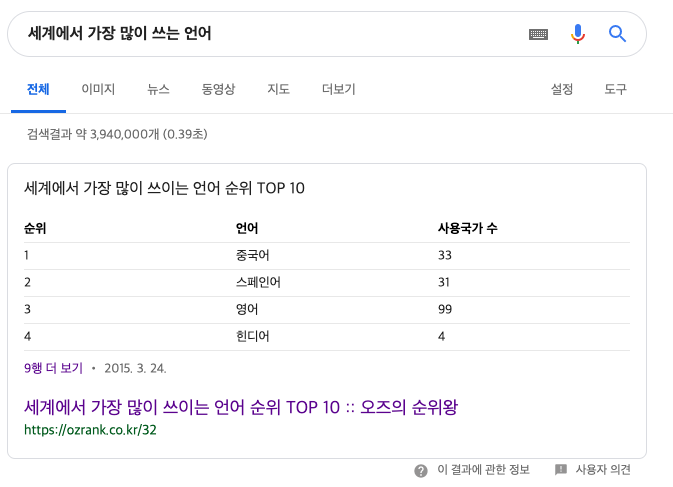 세계에서 가장 많이 쓰는 언어
전체 이미지 뉴스 동영상 지도 더보기 설정 도구
검색결과 약 3,940,000개 (0.39초)
세계에서 가장 많이 쓰이는 언어 순위 TOP 10
순위 언어 사용국가 수
1 중국어 33
2 스페인어 31
3 영어 99
4 힌디어 4
9행 더 보기 • 2015. 3. 24.
세계에서 가장 많이 쓰이는 언어 순위 TOP 10 :: 오즈의 순위왕
https://ozrank.co.kr/32
이 결과에 관한 정보 사용자 의견